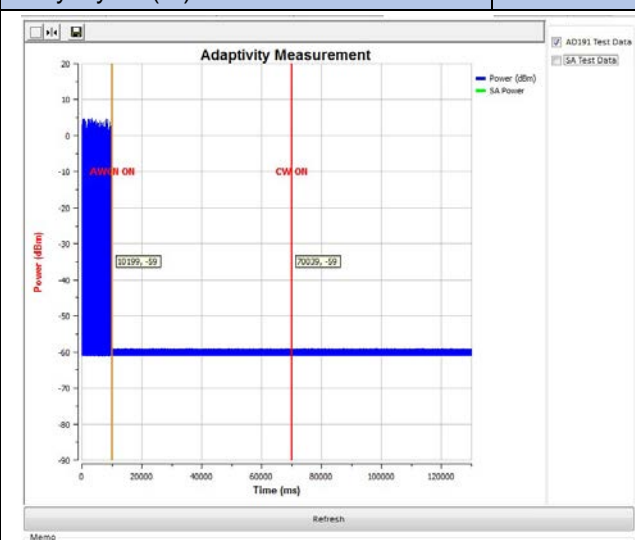 Adaptivity Measurement
AD191 Test Data
SA Test Data
Power (dBm)
SA Power
20
10
0
-10
-20
-30
-40
-50
-60
-70
-80
-90
Power (dBm)
AWGN ON
CW ON
10199, -59
70039, -59
0
20000
40000
60000
80000
100000
120000
Time (ms)
Refresh
Memo